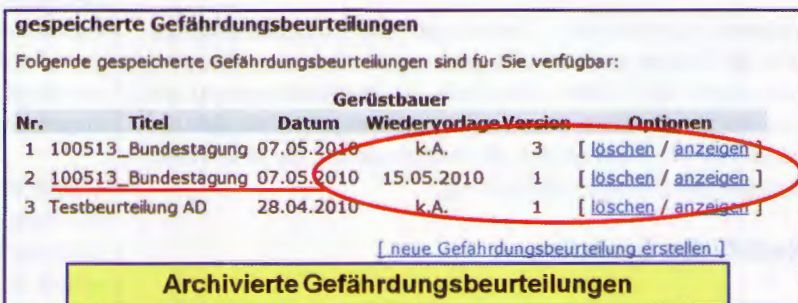 gespeicherte Gefährdungsbeurteilungen
Folgende gespeicherte Gefährdungsbeurteilungen sind für Sie verfügbar:
Gerüstbauer
Nr. Titel Datum Wiedervorlage Version Optionen
1 100513_Bundestagung 07.05.2010 k.A. 3 [ löschen / anzeigen ]
2 100513_Bundestagung 07.05.2010 15.05.2010 1 [ löschen / anzeigen ]
3 Testbeurteilung AD 28.04.2010 k.A. 1 [ löschen / anzeigen ]
[ neue Gefährdungsbeurteilung erstellen ]
Archivierte Gefährdungsbeurteilungen